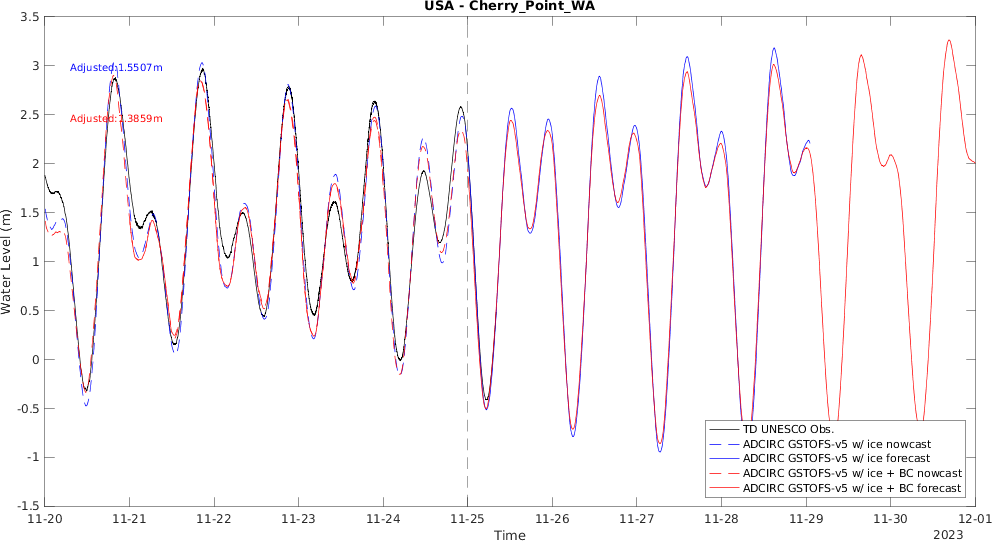 USA - Cherry_Point_WA
3.5
3
2.5
2
1.5
1
0.5
0
-0.5
-1
-1.5
Water Level (m)
Adjusted:1.5507m
Adjusted:1.3859m
TD UNESCO Obs.
ADCIRC GSTOFS-v5 w/ ice nowcast
ADCIRC GSTOFS-v5 w/ ice forecast
ADCIRC GSTOFS-v5 w/ ice + BC nowcast
ADCIRC GSTOFS-v5 w/ ice + BC forecast
11-20 11-21 11-22 11-23 11-24 11-25 11-26 11-27 11-28 11-29 11-30 12-01
Time
2023